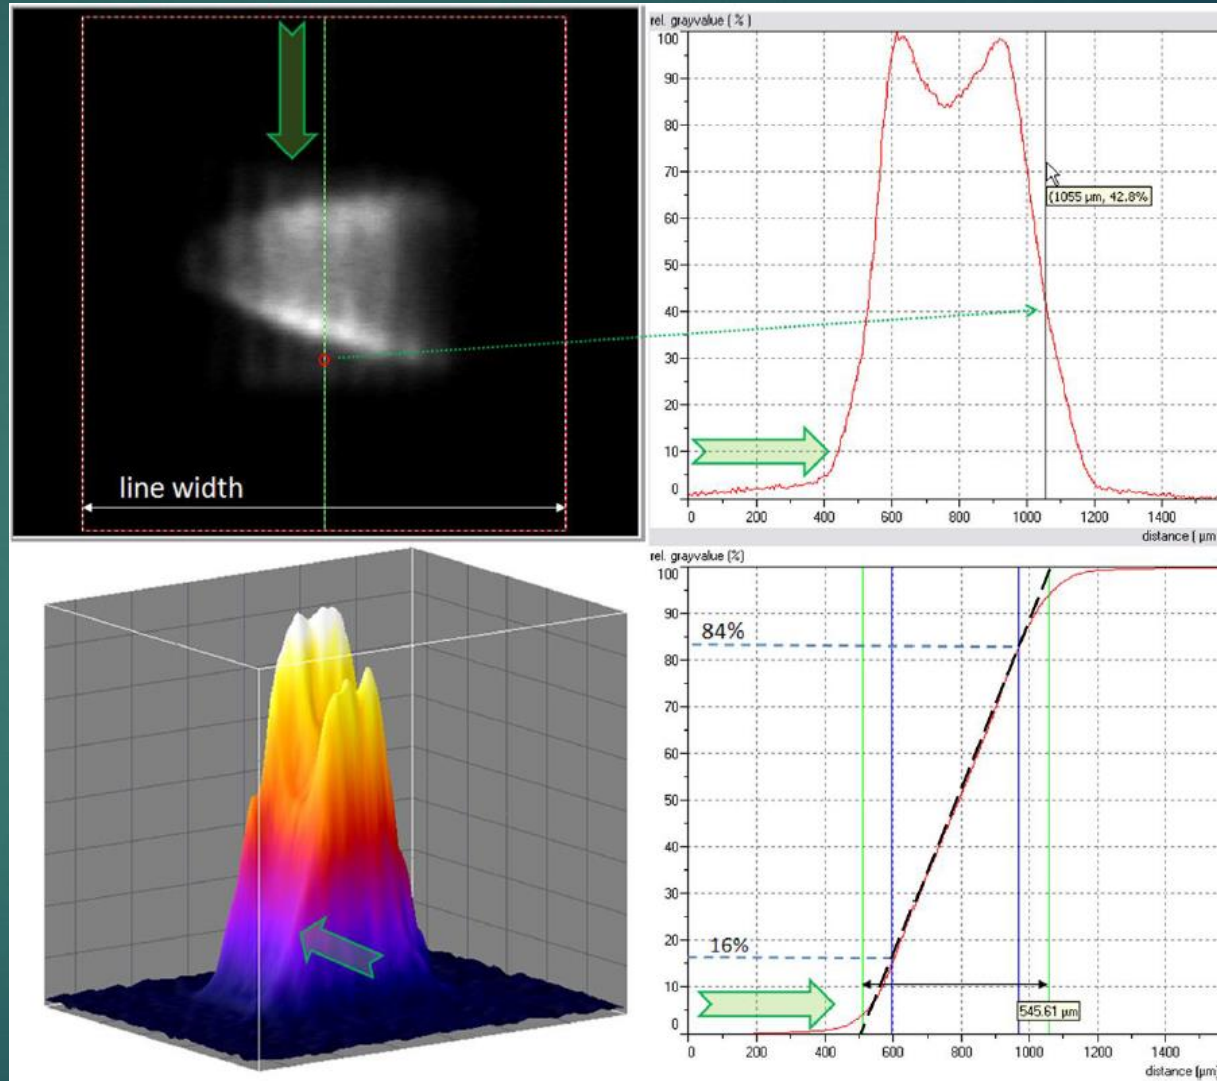 line width
rel. grayvalue ( % )
100
90
80
70
60
50
40
30
20
10
0
(1055 µm, 42.8%
0 200 400 600 800 1000 1200 1400
distance [ µm]
rel. grayvalue (%)
100
90
84%
80
70
60
50
40
30
20
16%
10
0
545.61 µm
0 200 400 600 800 1000 1200 1400
distance [µm]